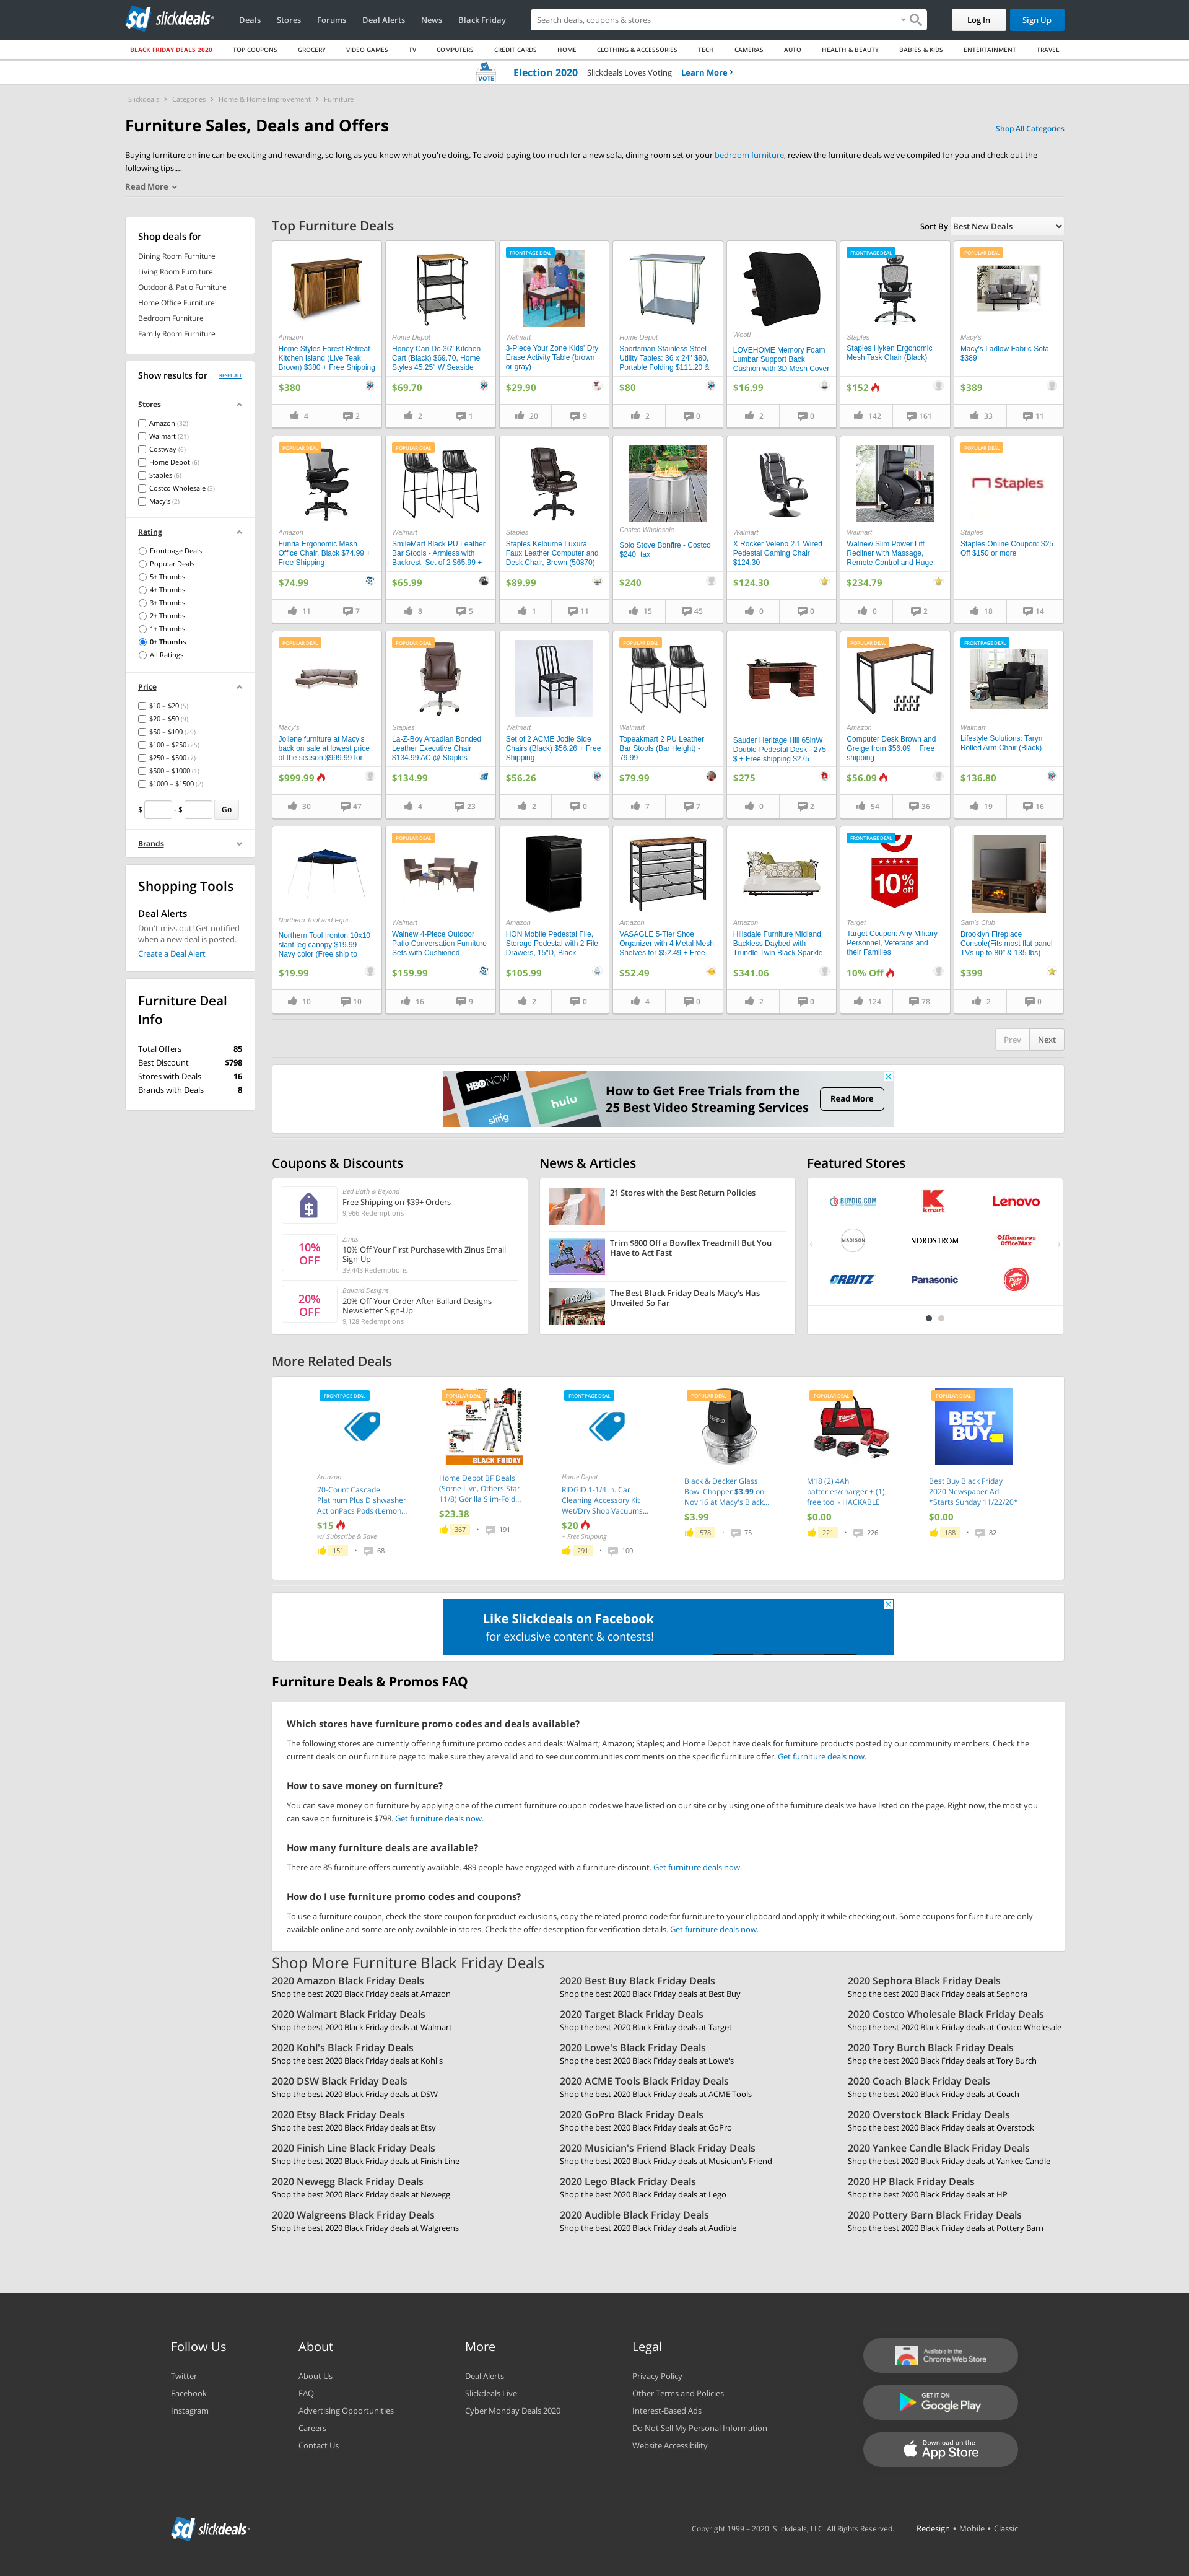 slickdeals
Deals
Stores
Forums
Deal Alerts
News
Black Friday
Search deals, coupons & stores
Log In
Sign Up
BLACK FRIDAY DEALS 2020
TOP COUPONS
GROCERY
VIDEO GAMES
TV
COMPUTERS
CREDIT CARDS
HOME
CLOTHING & ACCESSORIES
TECH
CAMERAS
AUTO
HEALTH & BEAUTY
BABIES & KIDS
ENTERTAINMENT
TRAVEL
VOTE
Election 2020 Slickdeals Loves Voting Learn More >
Slickdeals > Categories > Home & Home Improvement > Furniture
Furniture Sales, Deals and Offers
Shop All Categories
Buying furniture online can be exciting and rewarding, so long as you know what you're doing. To avoid paying too much for a new sofa, dining room set or your bedroom furniture, review the furniture deals we've compiled for you and check out the
following tips....
Read More
Shop deals for
Dining Room Furniture
Living Room Furniture
Outdoor & Patio Furniture
Home Office Furniture
Bedroom Furniture
Family Room Furniture
Show results for
RESET ALL
Stores
Amazon (32)
Walmart (21)
Costway (6)
Home Depot (6)
Staples (6)
Costco Wholesale (3)
Macy's (2)
Rating
Frontpage Deals
Popular Deals
5+ Thumbs
4+ Thumbs
3+ Thumbs
2+ Thumbs
1+ Thumbs
0+ Thumbs
All Ratings
Price
$10 – $20 (5)
$20 – $50 (9)
$50 – $100 (29)
$100 – $250 (25)
$250 – $500 (7)
$500 – $1000 (1)
$1000 – $1500 (2)
$ - $ Go
Brands
Shopping Tools
Deal Alerts
Don't miss out! Get notified
when a new deal is posted.
Create a Deal Alert
Furniture Deal
Info
Total Offers 85
Best Discount $798
Stores with Deals 16
Brands with Deals 8
Top Furniture Deals
Sort By Best New Deals
Amazon
Home Styles Forest Retreat
Kitchen Island (Live Teak
Brown) $380 + Free Shipping
$380
4
2
Home Depot
Honey Can Do 36" Kitchen
Cart (Black) $69.70, Home
Styles 45.25" W Seaside
$69.70
2
1
FRONTPAGE DEAL
Walmart
3-Piece Your Zone Kids' Dry
Erase Activity Table (brown
or gray)
$29.90
20
9
Home Depot
Sportsman Stainless Steel
Utility Tables: 36 x 24" $80,
Portable Folding $111.20 &
$80
2
0
Woot!
LOVEHOME Memory Foam
Lumbar Support Back
Cushion with 3D Mesh Cover
$16.99
2
0
FRONTPAGE DEAL
Staples
Staples Hyken Ergonomic
Mesh Task Chair (Black)
$152
142
161
POPULAR DEAL
Macy's
Macy's Ladlow Fabric Sofa
$389
$389
33
11
POPULAR DEAL
Amazon
Funria Ergonomic Mesh
Office Chair, Black $74.99 +
Free Shipping
$74.99
11
7
POPULAR DEAL
Walmart
SmileMart Black PU Leather
Bar Stools - Armless with
Backrest, Set of 2 $65.99 +
$65.99
8
5
Staples
Staples Kelburne Luxura
Faux Leather Computer and
Desk Chair, Brown (50870)
$89.99
1
11
Costco Wholesale
Solo Stove Bonfire - Costco
$240+tax
$240
15
45
Walmart
X Rocker Veleno 2.1 Wired
Pedestal Gaming Chair
$124.30
$124.30
0
0
Walmart
Walnew Slim Power Lift
Recliner with Massage,
Remote Control and Huge
$234.79
0
2
POPULAR DEAL
Staples
Staples
Staples Online Coupon: $25
Off $150 or more
18
14
POPULAR DEAL
Macy's
Jollene furniture at Macy's
back on sale at lowest price
of the season $999.99 for
$999.99
30
47
POPULAR DEAL
Staples
La-Z-Boy Arcadian Bonded
Leather Executive Chair
$134.99 AC @ Staples
$134.99
4
23
Walmart
Set of 2 ACME Jodie Side
Chairs (Black) $56.26 + Free
Shipping
$56.26
2
0
POPULAR DEAL
Walmart
Topeakmart 2 PU Leather
Bar Stools (Bar Height) -
79.99
$79.99
7
7
Sauder Heritage Hill 65inW
Double-Pedestal Desk - 275
$ + Free shipping $275
$275
0
2
POPULAR DEAL
Amazon
Computer Desk Brown and
Greige from $56.09 + Free
shipping
$56.09
54
36
FRONTPAGE DEAL
Walmart
Lifestyle Solutions: Taryn
Rolled Arm Chair (Black)
$136.80
19
16
Northern Tool and Equi...
Northern Tool Ironton 10x10
slant leg canopy $19.99 -
Navy color (Free ship to
$19.99
10
10
POPULAR DEAL
Walmart
Walnew 4-Piece Outdoor
Patio Conversation Furniture
Sets with Cushioned
$159.99
16
9
Amazon
HON Mobile Pedestal File,
Storage Pedestal with 2 File
Drawers, 15"D, Black
$105.99
2
0
Amazon
VASAGLE 5-Tier Shoe
Organizer with 4 Metal Mesh
Shelves for $52.49 + Free
$52.49
4
0
Amazon
Hillsdale Furniture Midland
Backless Daybed with
Trundle Twin Black Sparkle
$341.06
2
0
FRONTPAGE DEAL
10% off
Target
Target Coupon: Any Military
Personnel, Veterans and
their Families
10% Off
124
78
Sam's Club
Brooklyn Fireplace
Console(Fits most flat panel
TVs up to 80" & 135 lbs)
$399
2
0
Prev
Next
HBO NOW
sling
hulu
How to Get Free Trials from the
25 Best Video Streaming Services
Read More
Coupons & Discounts
Bed Bath & Beyond
Free Shipping on $39+ Orders
9,966 Redemptions
10%
OFF
Zinus
10% Off Your First Purchase with Zinus Email
Sign-Up
39,443 Redemptions
20%
OFF
Ballard Designs
20% Off Your Order After Ballard Designs
Newsletter Sign-Up
9,128 Redemptions
News & Articles
21 Stores with the Best Return Policies
Trim $800 Off a Bowflex Treadmill But You
Have to Act Fast
The Best Black Friday Deals Macy's Has
Unveiled So Far
Featured Stores
BUYDIG.COM
kmart
Lenovo
MADISON
NORDSTROM
Office DEPOT
OfficeMax
ORBITZ
Panasonic
Pizza Hut
More Related Deals
FRONTPAGE DEAL
Amazon
70-Count Cascade
Platinum Plus Dishwasher
ActionPacs Pods (Lemon...
$15
w/ Subscribe & Save
151
68
POPULAR DEAL
BLACK FRIDAY
Home Depot BF Deals
(Some Live, Others Star
11/8) Gorilla Slim-Fold...
$23.38
367
191
FRONTPAGE DEAL
Home Depot
RIDGID 1-1/4 in. Car
Cleaning Accessory Kit
Wet/Dry Shop Vacuums...
$20
+ Free Shipping
291
100
POPULAR DEAL
Black & Decker Glass
Bowl Chopper $3.99 on
Nov 16 at Macy's Black...
$3.99
578
75
POPULAR DEAL
Milwaukee
M18 (2) 4Ah
batteries/charger + (1)
free tool - HACKABLE
$0.00
221
226
POPULAR DEAL
BEST
BUY
Best Buy Black Friday
2020 Newspaper Ad:
*Starts Sunday 11/22/20*
$0.00
188
82
Like Slickdeals on Facebook
for exclusive content & contests!
Furniture Deals & Promos FAQ
Which stores have furniture promo codes and deals available?
The following stores are currently offering furniture promo codes and deals: Walmart; Amazon; Staples; and Home Depot have deals for furniture products posted by our community members. Check the
current deals on our furniture page to make sure they are valid and to see our communities comments on the specific furniture offer. Get furniture deals now.
How to save money on furniture?
You can save money on furniture by applying one of the current furniture coupon codes we have listed on our site or by using one of the furniture deals we have listed on the page. Right now, the most you
can save on furniture is $798. Get furniture deals now.
How many furniture deals are available?
There are 85 furniture offers currently available. 489 people have engaged with a furniture discount. Get furniture deals now.
How do I use furniture promo codes and coupons?
To use a furniture coupon, check the store coupon for product exclusions, copy the related promo code for furniture to your clipboard and apply it while checking out. Some coupons for furniture are only
available online and some are only available in stores. Check the offer description for verification details. Get furniture deals now.
Shop More Furniture Black Friday Deals
2020 Amazon Black Friday Deals
Shop the best 2020 Black Friday deals at Amazon
2020 Best Buy Black Friday Deals
Shop the best 2020 Black Friday deals at Best Buy
2020 Sephora Black Friday Deals
Shop the best 2020 Black Friday deals at Sephora
2020 Walmart Black Friday Deals
Shop the best 2020 Black Friday deals at Walmart
2020 Target Black Friday Deals
Shop the best 2020 Black Friday deals at Target
2020 Costco Wholesale Black Friday Deals
Shop the best 2020 Black Friday deals at Costco Wholesale
2020 Kohl's Black Friday Deals
Shop the best 2020 Black Friday deals at Kohl's
2020 Lowe's Black Friday Deals
Shop the best 2020 Black Friday deals at Lowe's
2020 Tory Burch Black Friday Deals
Shop the best 2020 Black Friday deals at Tory Burch
2020 DSW Black Friday Deals
Shop the best 2020 Black Friday deals at DSW
2020 ACME Tools Black Friday Deals
Shop the best 2020 Black Friday deals at ACME Tools
2020 Coach Black Friday Deals
Shop the best 2020 Black Friday deals at Coach
2020 Etsy Black Friday Deals
Shop the best 2020 Black Friday deals at Etsy
2020 GoPro Black Friday Deals
Shop the best 2020 Black Friday deals at GoPro
2020 Overstock Black Friday Deals
Shop the best 2020 Black Friday deals at Overstock
2020 Finish Line Black Friday Deals
Shop the best 2020 Black Friday deals at Finish Line
2020 Musician's Friend Black Friday Deals
Shop the best 2020 Black Friday deals at Musician's Friend
2020 Yankee Candle Black Friday Deals
Shop the best 2020 Black Friday deals at Yankee Candle
2020 Newegg Black Friday Deals
Shop the best 2020 Black Friday deals at Newegg
2020 Lego Black Friday Deals
Shop the best 2020 Black Friday deals at Lego
2020 HP Black Friday Deals
Shop the best 2020 Black Friday deals at HP
2020 Walgreens Black Friday Deals
Shop the best 2020 Black Friday deals at Walgreens
2020 Audible Black Friday Deals
Shop the best 2020 Black Friday deals at Audible
2020 Pottery Barn Black Friday Deals
Shop the best 2020 Black Friday deals at Pottery Barn
Follow Us
Twitter
Facebook
Instagram
About
About Us
FAQ
Advertising Opportunities
Careers
Contact Us
More
Deal Alerts
Slickdeals Live
Cyber Monday Deals 2020
Legal
Privacy Policy
Other Terms and Policies
Interest-Based Ads
Do Not Sell My Personal Information
Website Accessibility
Available in the
Chrome Web Store
GET IT ON
Google Play
Download on the
App Store
slickdeals
Copyright 1999 – 2020. Slickdeals, LLC. All Rights Reserved.
Redesign • Mobile • Classic